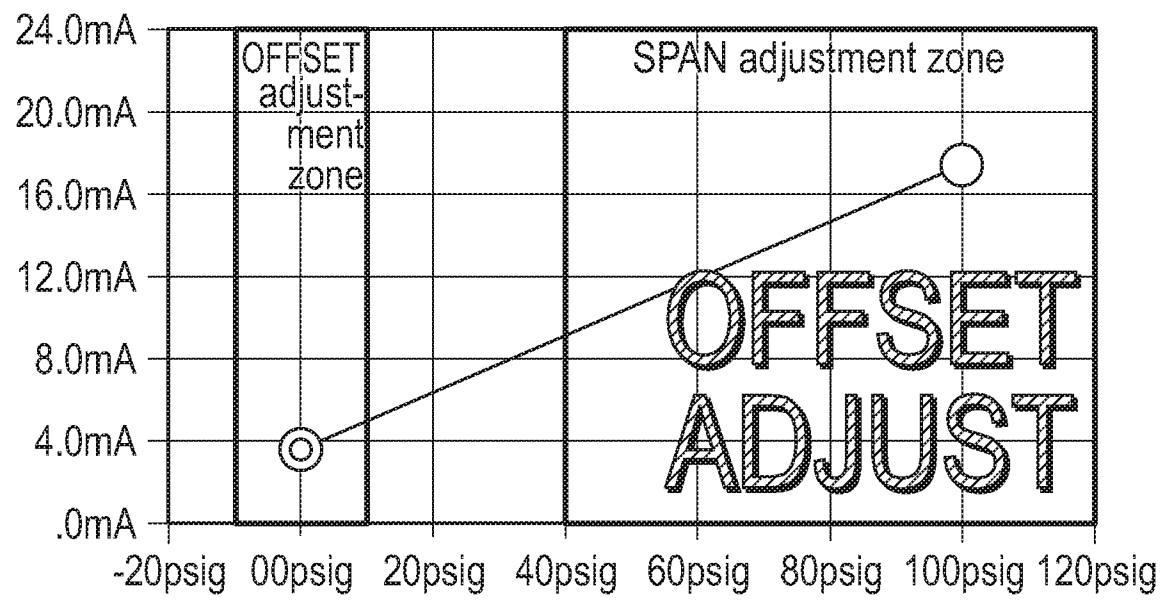 24.0mA
20.0mA
16.0mA
12.0mA
8.0mA
4.0mA
.0mA
OFFSET
adjust-
ment
zone
SPAN adjustment zone
OFFSET
ADJUST
-20psig 00psig 20psig 40psig 60psig 80psig 100psig 120psig